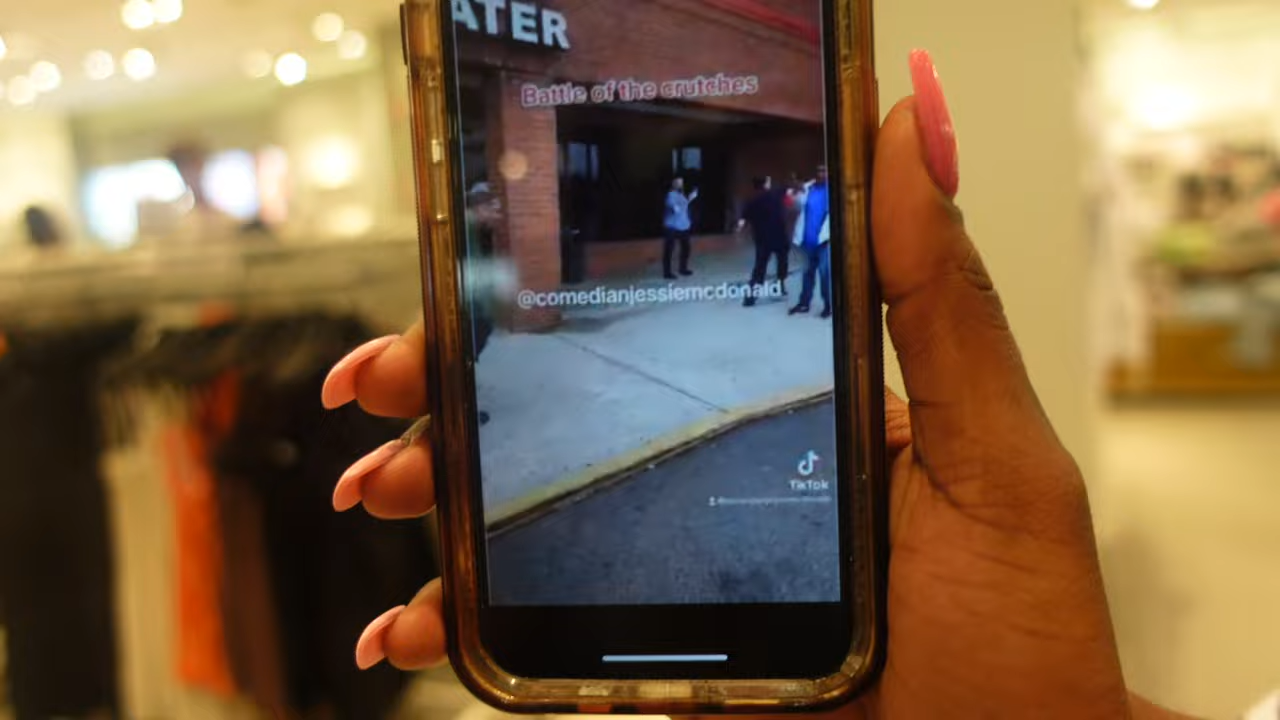 ATER
Battle of the crutches
@comedianjessiemcdonald
TikTok